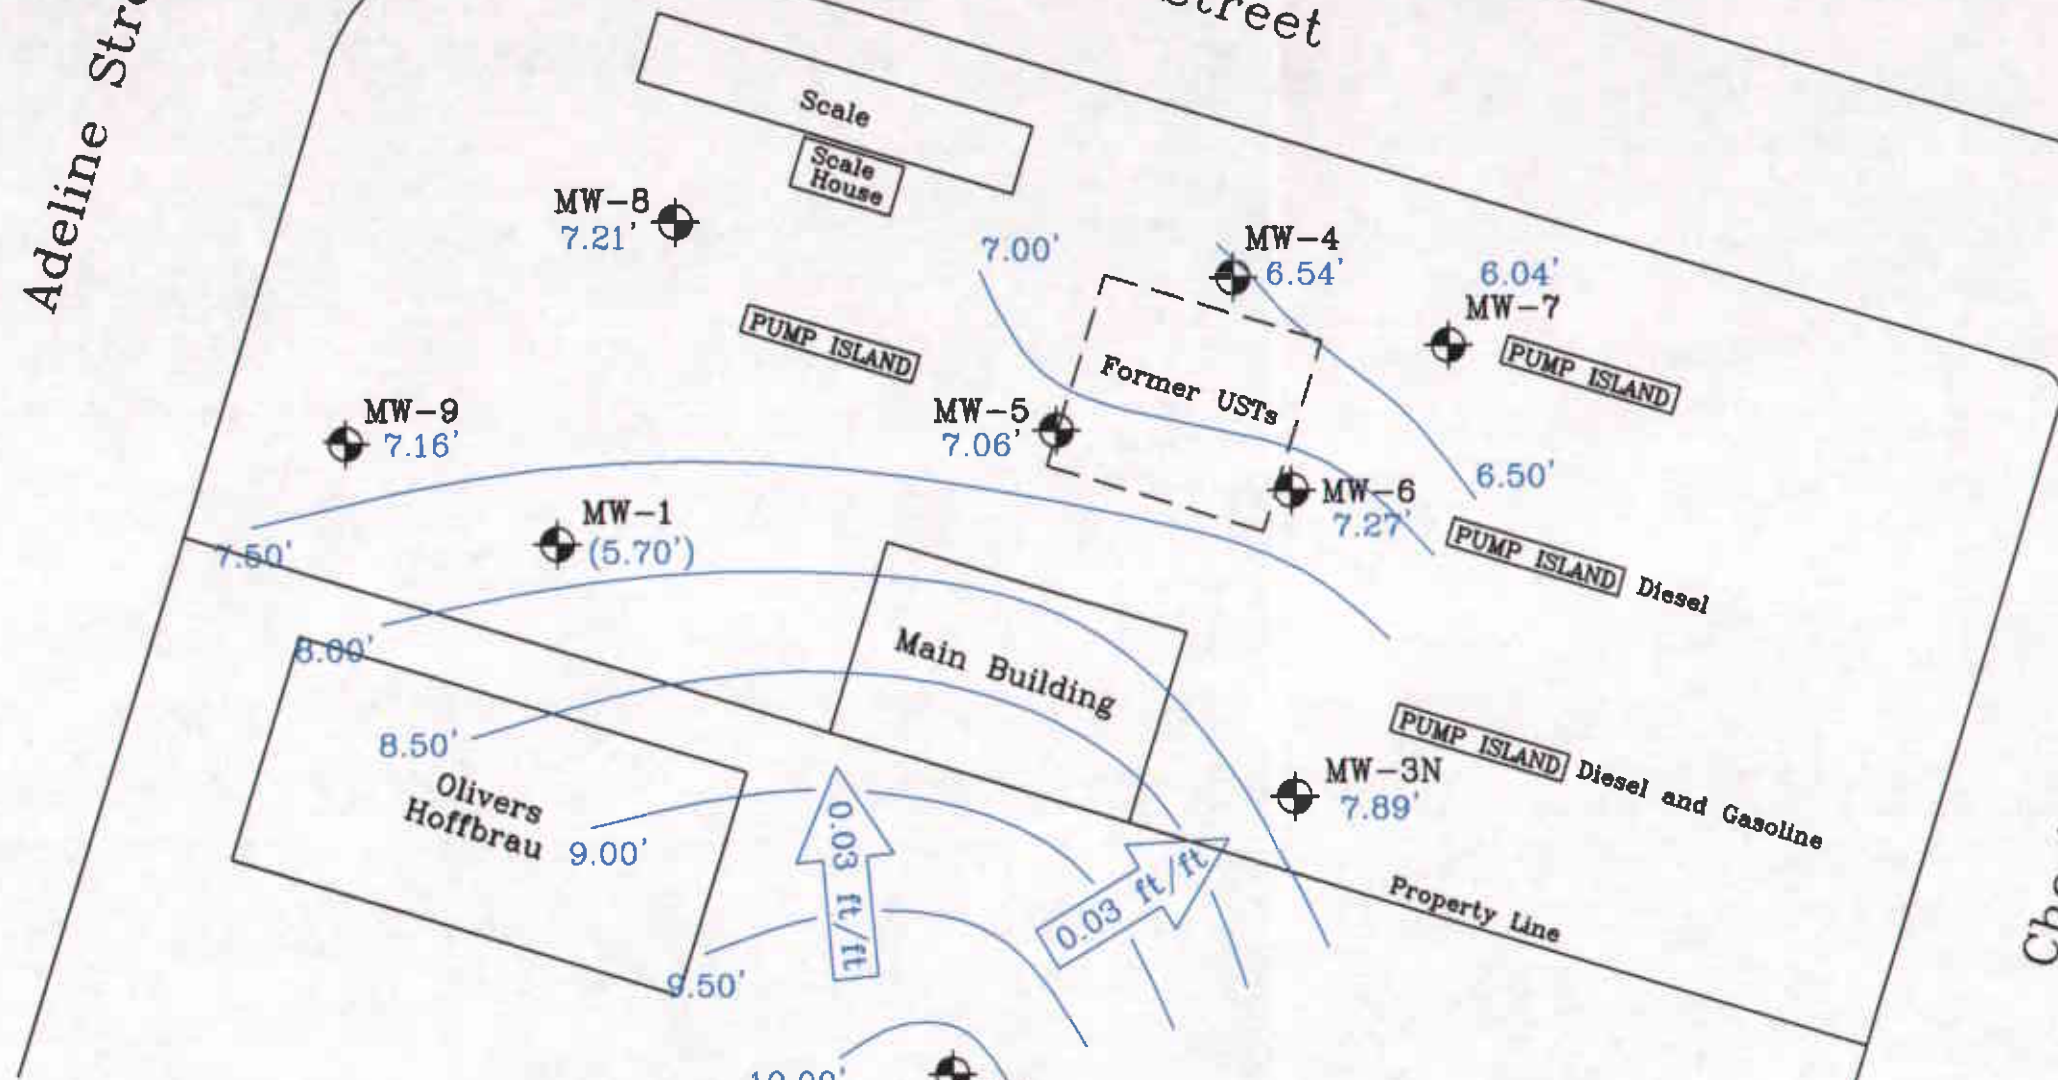 Street
Adeline
Scale
Scale
House
MW-8
7.21'
7.00'
MW-4
6.54'
6.04'
MW-7
PUMP ISLAND
PUMP ISLAND
Former USTs
MW-9
7.16'
MW-5
7.06'
6.50'
MW-6
7.27'
MW-1
(5.70')
7.50'
PUMP ISLAND Diesel
8.00'
Main Building
8.50'
Olivers
Hoffbrau
9.00'
0.03 ft/ft
0.03 ft/ft
MW-3N
7.89'
PUMP ISLAND Diesel and Gasoline
Property Line
9.50'
10.00'